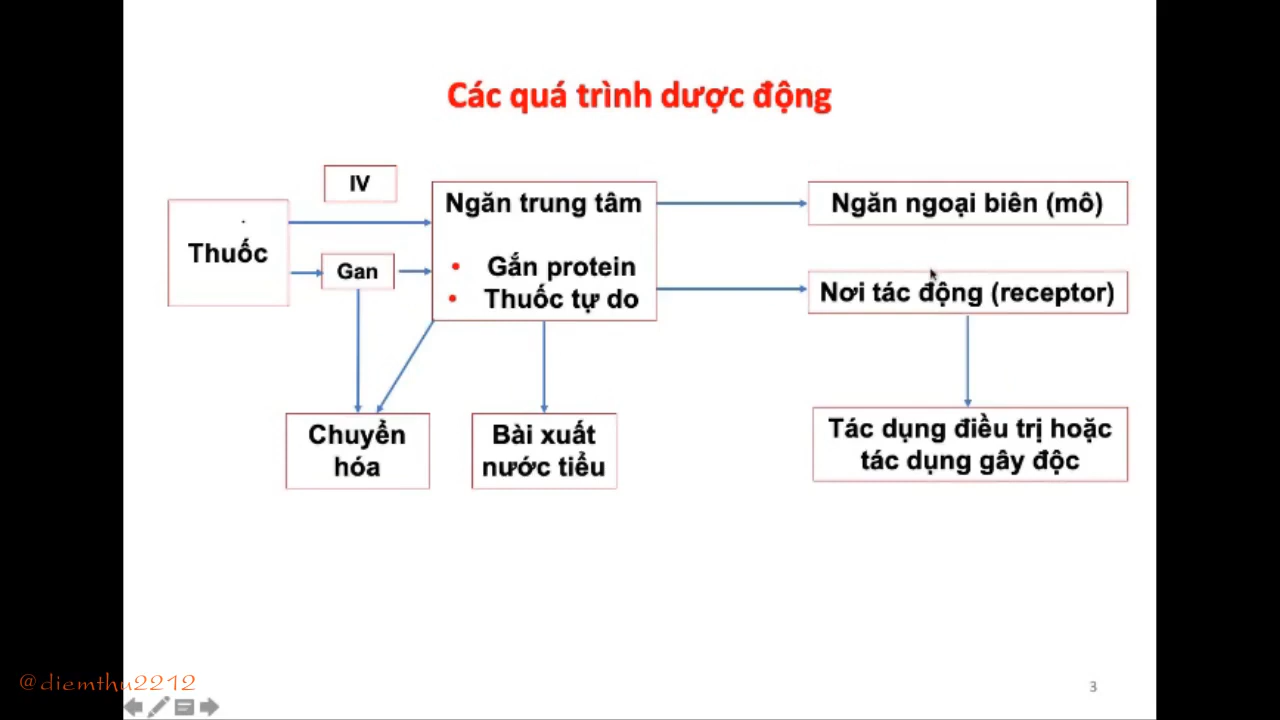 Các quá trình dược động
IV
Thuốc
Gan
Ngăn trung tâm
• Gắn protein
• Thuốc tự do
Ngăn ngoại biên (mô)
Nơi tác động (receptor)
Chuyển
hóa
Bài xuất
nước tiểu
Tác dụng điều trị hoặc
tác dụng gây độc
@diemthu2212
3